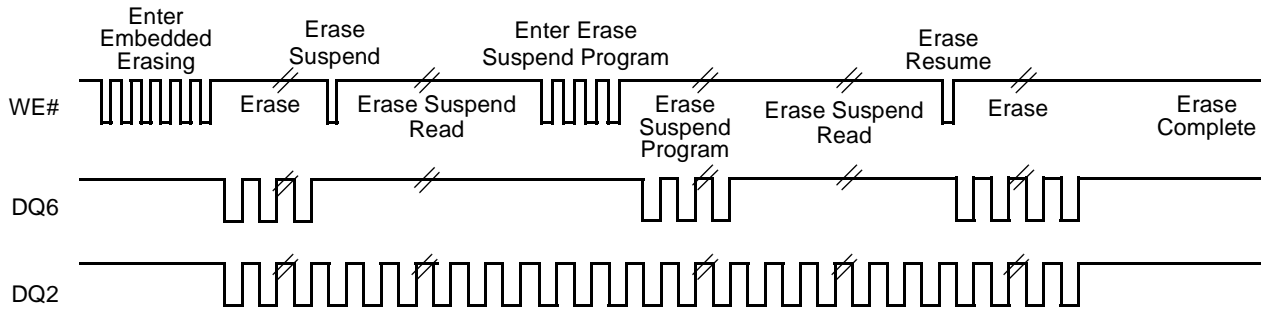 Enter
Embedded
Erasing
Erase
Suspend
Enter Erase
Suspend Program
Erase
Resume
WE#
Erase
Erase Suspend
Read
Erase
Suspend
Program
Erase Suspend
Read
Erase
Erase
Complete
DQ6
DQ2